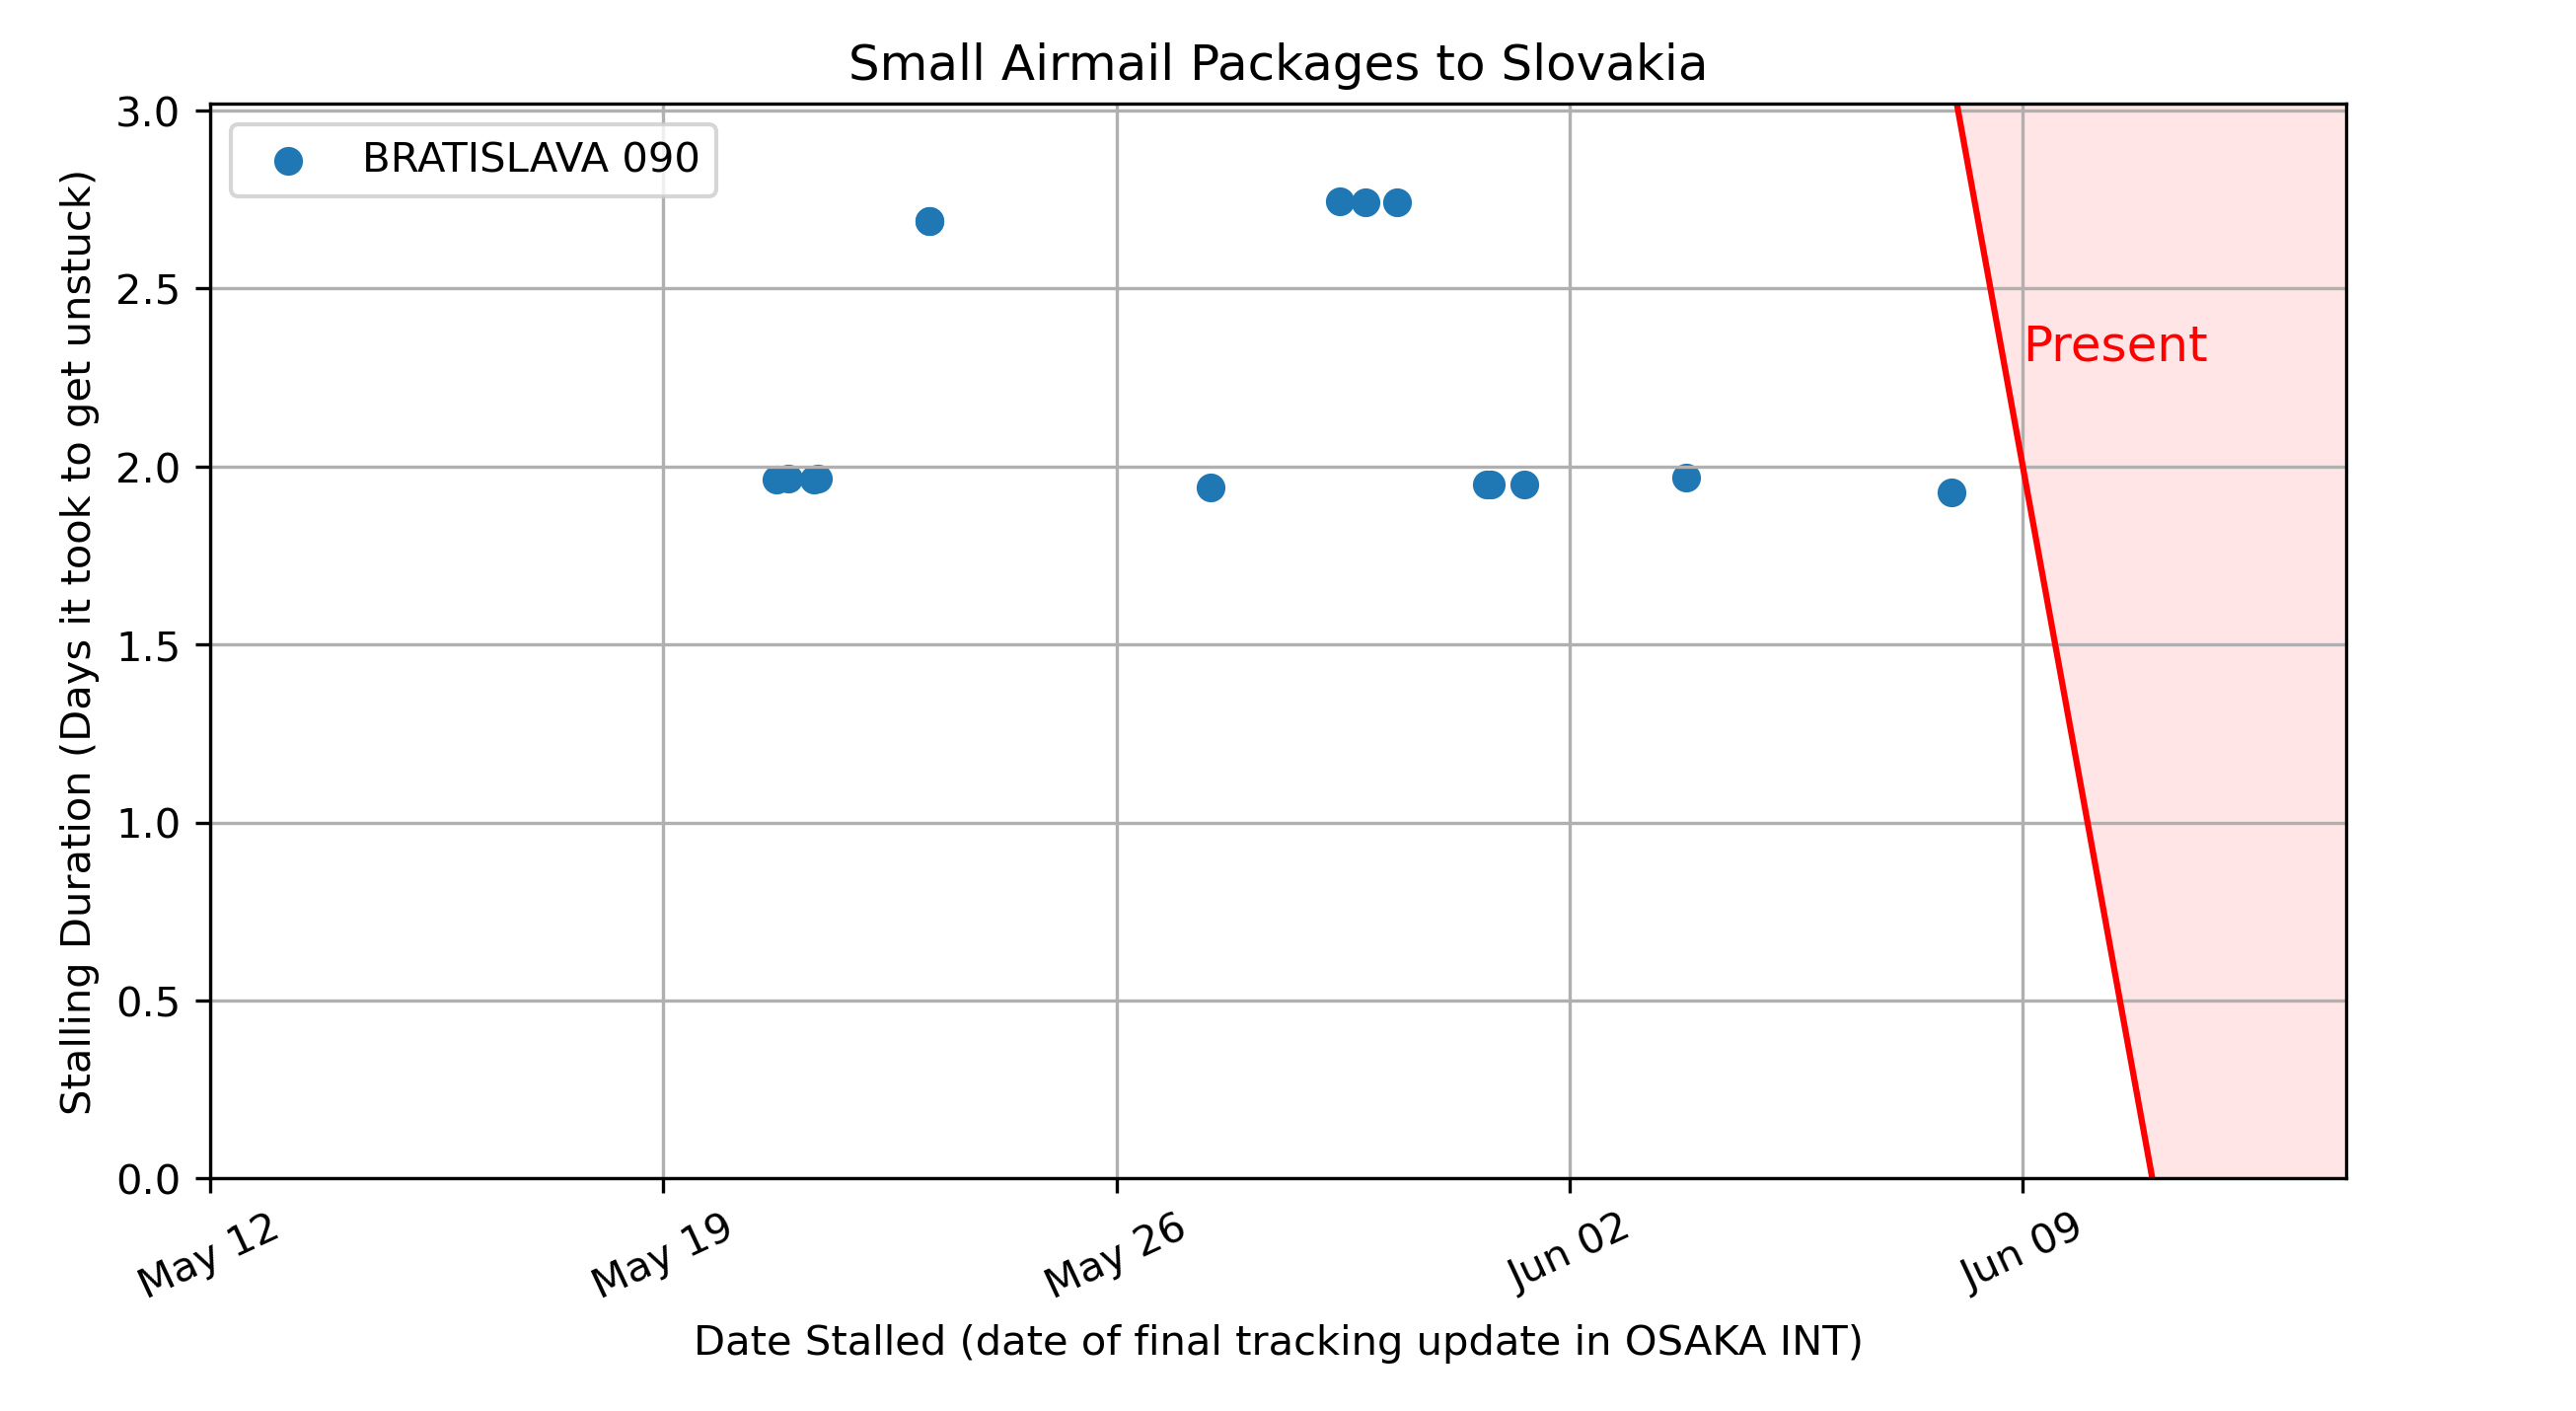 Small Airmail Packages to Slovakia
BRATISLAVA 090
Present
Stalling Duration (Days it took to get unstuck)
3.0
2.5
2.0
1.5
1.0
0.5
0.0
May 12
May 19
May 26
Jun 02
Jun 09
Date Stalled (date of final tracking update in OSAKA INT)